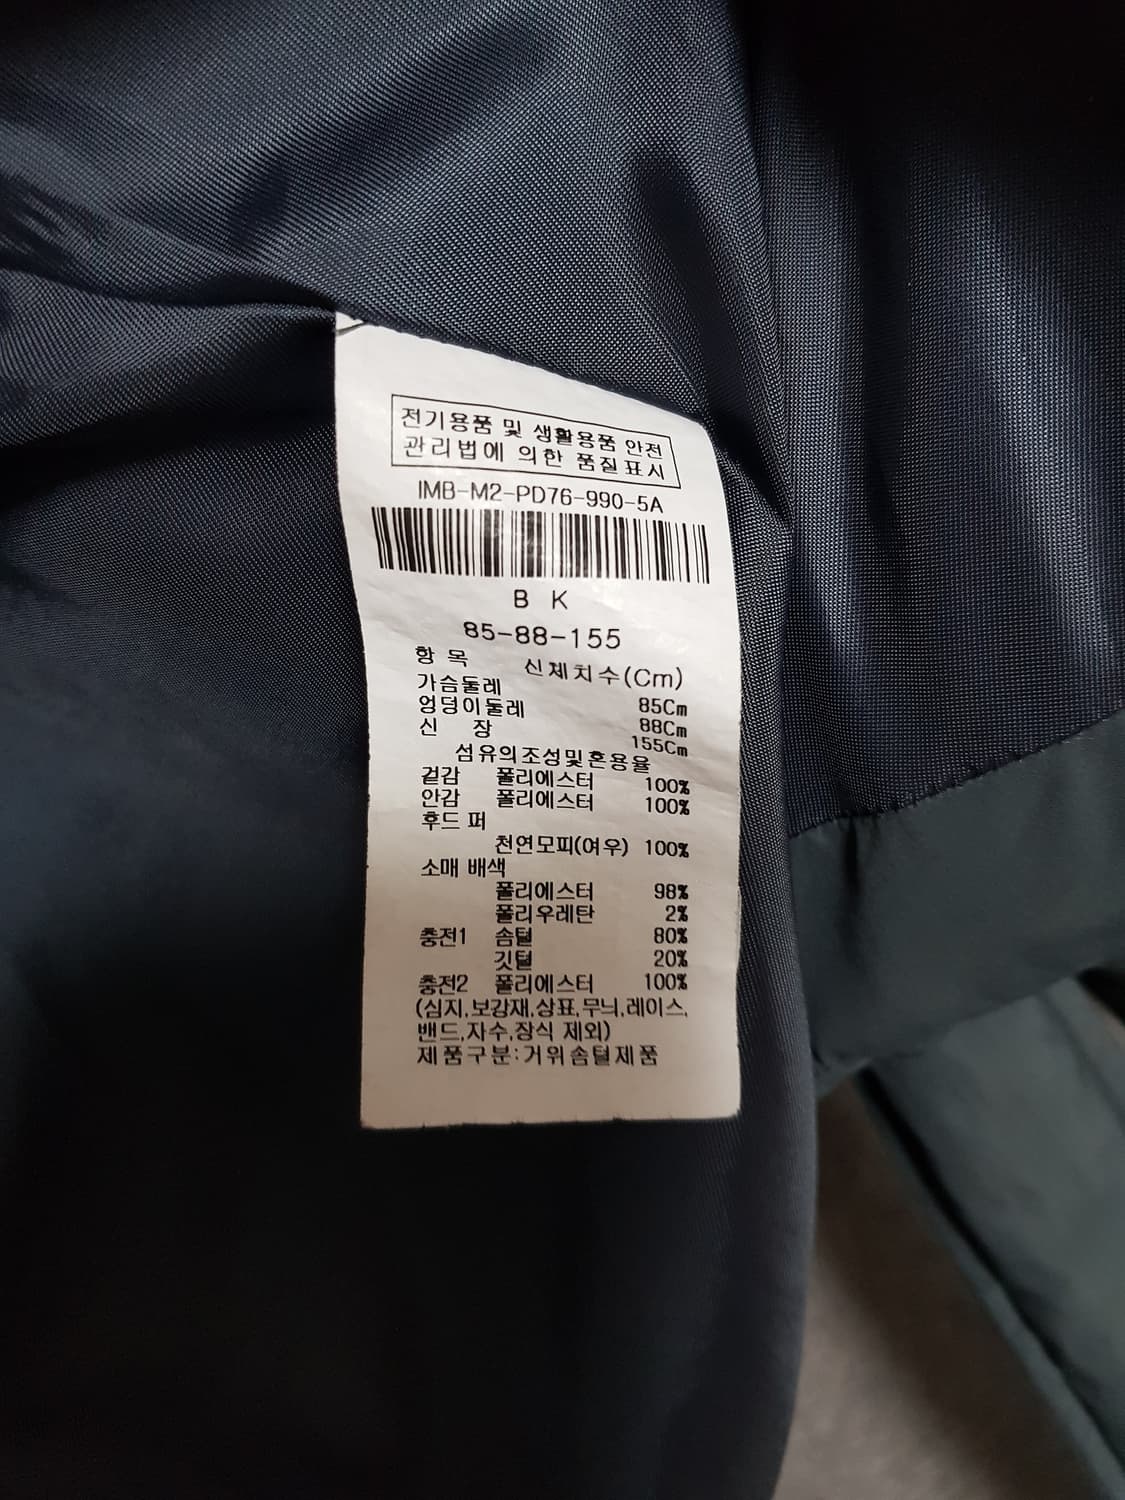 전기용품 및 생활용품 안전
관리법에 의한 품질표시
IMB-M2-PD76-990-5A
B K
85-88-155
항 목 신체치수(Cm)
가슴둘레 85Cm
엉덩이둘레 88Cm
신 장 155Cm
섬유의조성및혼용율
겉감 폴리에스터 100%
안감 폴리에스터 100%
후드 퍼
천연모피(여우) 100%
소매 배색
폴리에스터 98%
폴리우레탄 2%
충전1 솜털 80%
깃털 20%
충전2 폴리에스터 100%
(심지,보강재,상표,무늬,레이스,
밴드,자수,장식 제외)
제품구분:거위솜털제품